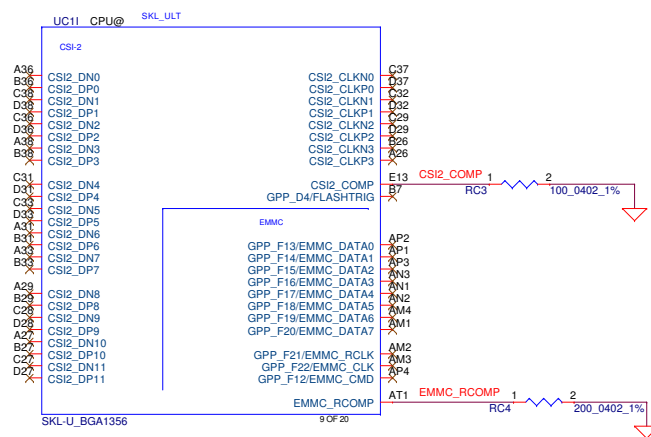 UC1I CPU@ SKL_ULT
CSI-2
A36 CSI2_DN0 CSI2_CLKN0 C37
B36 CSI2_DP0 CSI2_CLKP0 D37
C38 CSI2_DN1 CSI2_CLKN1 C32
D38 CSI2_DP1 CSI2_CLKP1 D32
C36 CSI2_DN2 CSI2_CLKN2 C29
D36 CSI2_DP2 CSI2_CLKP2 D29
A38 CSI2_DN3 CSI2_CLKN3 B26
B38 CSI2_DP3 CSI2_CLKP3 A26
C31 CSI2_DN4 CSI2_COMP E13 CSI2_COMP RC3 1 2 100_0402_1%
D31 CSI2_DP4 GPP_D4/FLASHTRIG B7
C33 CSI2_DN5
D33 CSI2_DP5 EMMC
A31 CSI2_DN6
B31 CSI2_DP6 GPP_F13/EMMC_DATA0 AP2
A33 CSI2_DN7 GPP_F14/EMMC_DATA1 AP1
B33 CSI2_DP7 GPP_F15/EMMC_DATA2 AP3
GPP_F16/EMMC_DATA3 AN3
A29 CSI2_DN8 GPP_F17/EMMC_DATA4 AN1
B29 CSI2_DP8 GPP_F18/EMMC_DATA5 AN2
C28 CSI2_DN9 GPP_F19/EMMC_DATA6 AM4
D28 CSI2_DP9 GPP_F20/EMMC_DATA7 AM1
A27 CSI2_DN10
B27 CSI2_DP10 GPP_F21/EMMC_RCLK AM2
C27 CSI2_DN11 GPP_F22/EMMC_CLK AM3
D27 CSI2_DP11 GPP_F12/EMMC_CMD AP4
EMMC_RCOMP AT1 EMMC_RCOMP RC4 1 2 200_0402_1%
SKL-U_BGA1356 9 OF 20